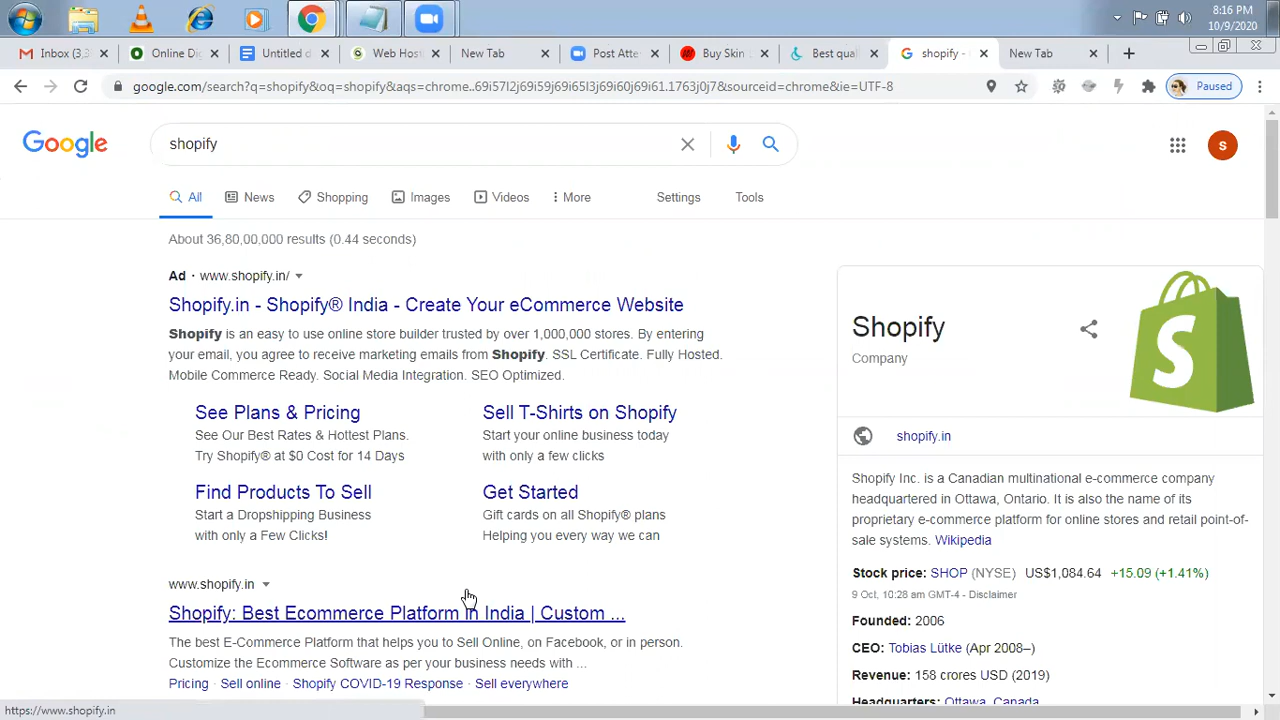 8:16 PM
10/9/2020
Inbox (3.3
Online Dig
Untitled d
Web Host
New Tab
Post Atte
Buy Skin
Best qual
shopify -
New Tab
google.com/search?q=shopify&oq=shopify&aqs=chrome..69i57l2j69i59j69i65l3j69i60j69i61.1763j0j7&sourceid=chrome&ie=UTF-8
Paused
Google
shopify
S
All
News
Shopping
Images
Videos
More
Settings
Tools
About 36,80,00,000 results (0.44 seconds)
Ad · www.shopify.in/
Shopify.in - Shopify® India - Create Your eCommerce Website
Shopify is an easy to use online store builder trusted by over 1,000,000 stores. By entering
your email, you agree to receive marketing emails from Shopify. SSL Certificate. Fully Hosted.
Mobile Commerce Ready. Social Media Integration. SEO Optimized.
See Plans & Pricing
See Our Best Rates & Hottest Plans.
Try Shopify® at $0 Cost for 14 Days
Sell T-Shirts on Shopify
Start your online business today
with only a few clicks
Find Products To Sell
Start a Dropshipping Business
with only a Few Clicks!
Get Started
Gift cards on all Shopify® plans
Helping you every way we can
www.shopify.in
Shopify: Best Ecommerce Platform in India | Custom ...
The best E-Commerce Platform that helps you to Sell Online, on Facebook, or in person.
Customize the Ecommerce Software as per your business needs with ...
Pricing · Sell online · Shopify COVID-19 Response · Sell everywhere
Shopify
Company
S
shopify.in
Shopify Inc. is a Canadian multinational e-commerce company
headquartered in Ottawa, Ontario. It is also the name of its
proprietary e-commerce platform for online stores and retail point-of-
sale systems. Wikipedia
Stock price: SHOP (NYSE) US$1,084.64 +15.09 (+1.41%)
9 Oct, 10:28 am GMT-4 - Disclaimer
Founded: 2006
CEO: Tobias Lütke (Apr 2008–)
Revenue: 158 crores USD (2019)
Headquarters: Ottawa, Canada
https://www.shopify.in